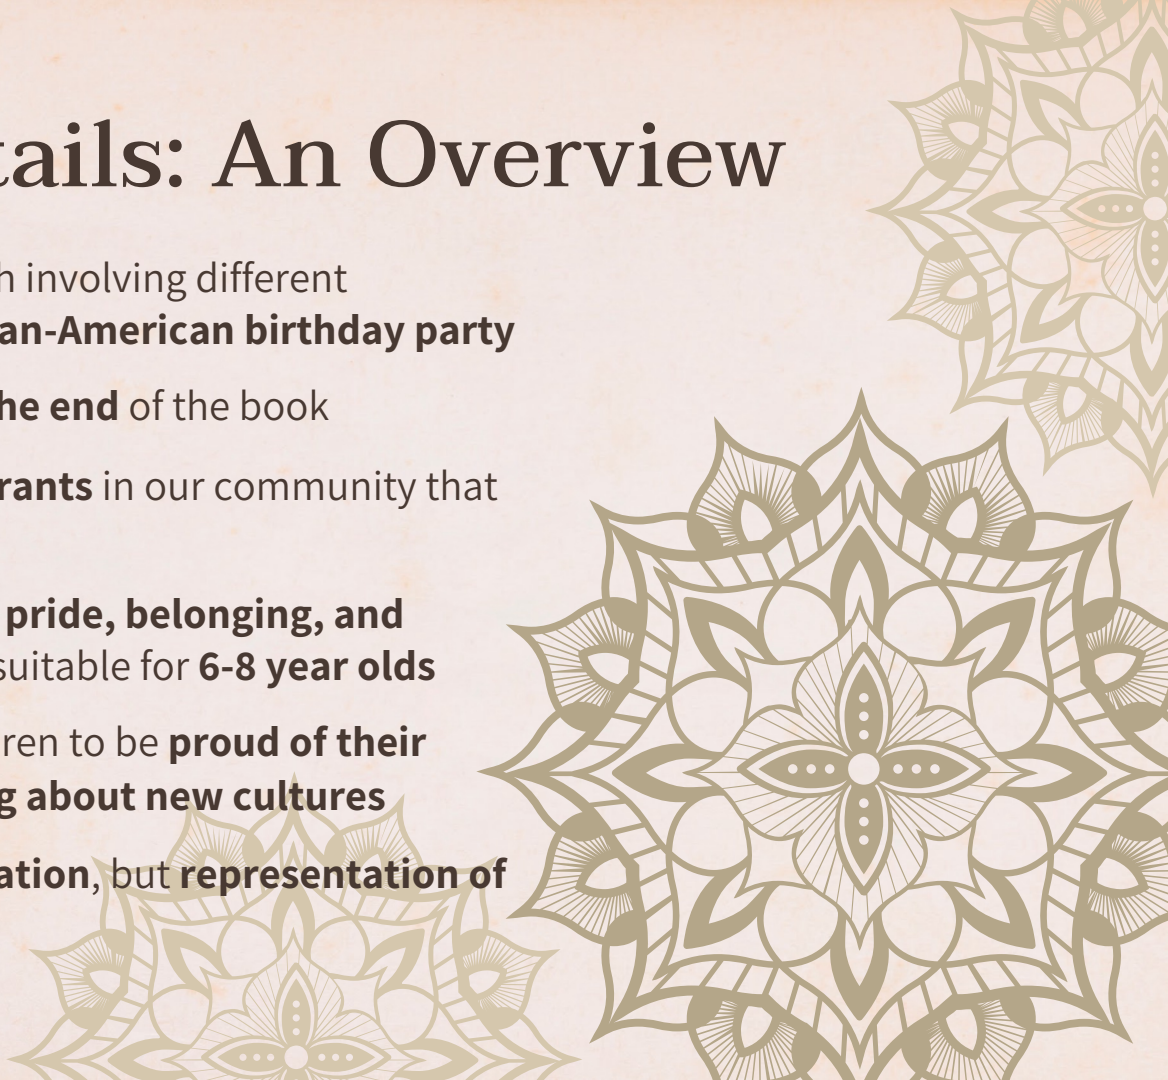 tails: An Overview
h involving different
an-American birthday party
he end of the book
rants in our community that
pride, belonging, and
suitable for 6-8 year olds
ren to be proud of their
g about new cultures
ation, but representation of